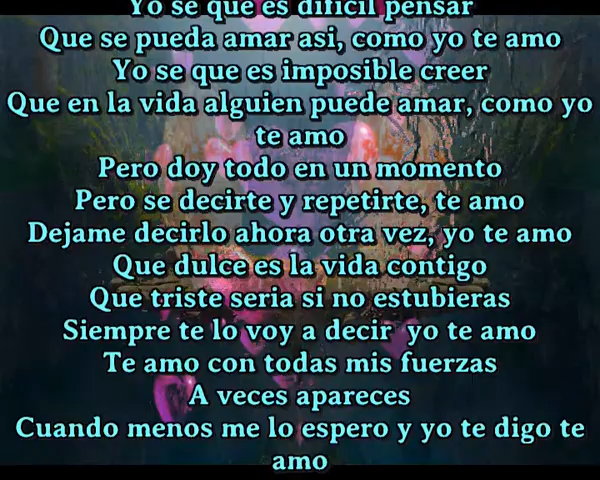 Yo se que es dificil pensar
Que se pueda amar asi, como yo te amo
Yo se que es imposible creer
Que en la vida alguien puede amar, como yo
te amo
Pero doy todo en un momento
Pero se decirte y repetirte, te amo
Dejame decirlo ahora otra vez, yo te amo
Que dulce es la vida contigo
Que triste seria si no estubieras
Siempre te lo voy a decir  yo te amo
Te amo con todas mis fuerzas
A veces apareces
Cuando menos me lo espero y yo te digo te
amo